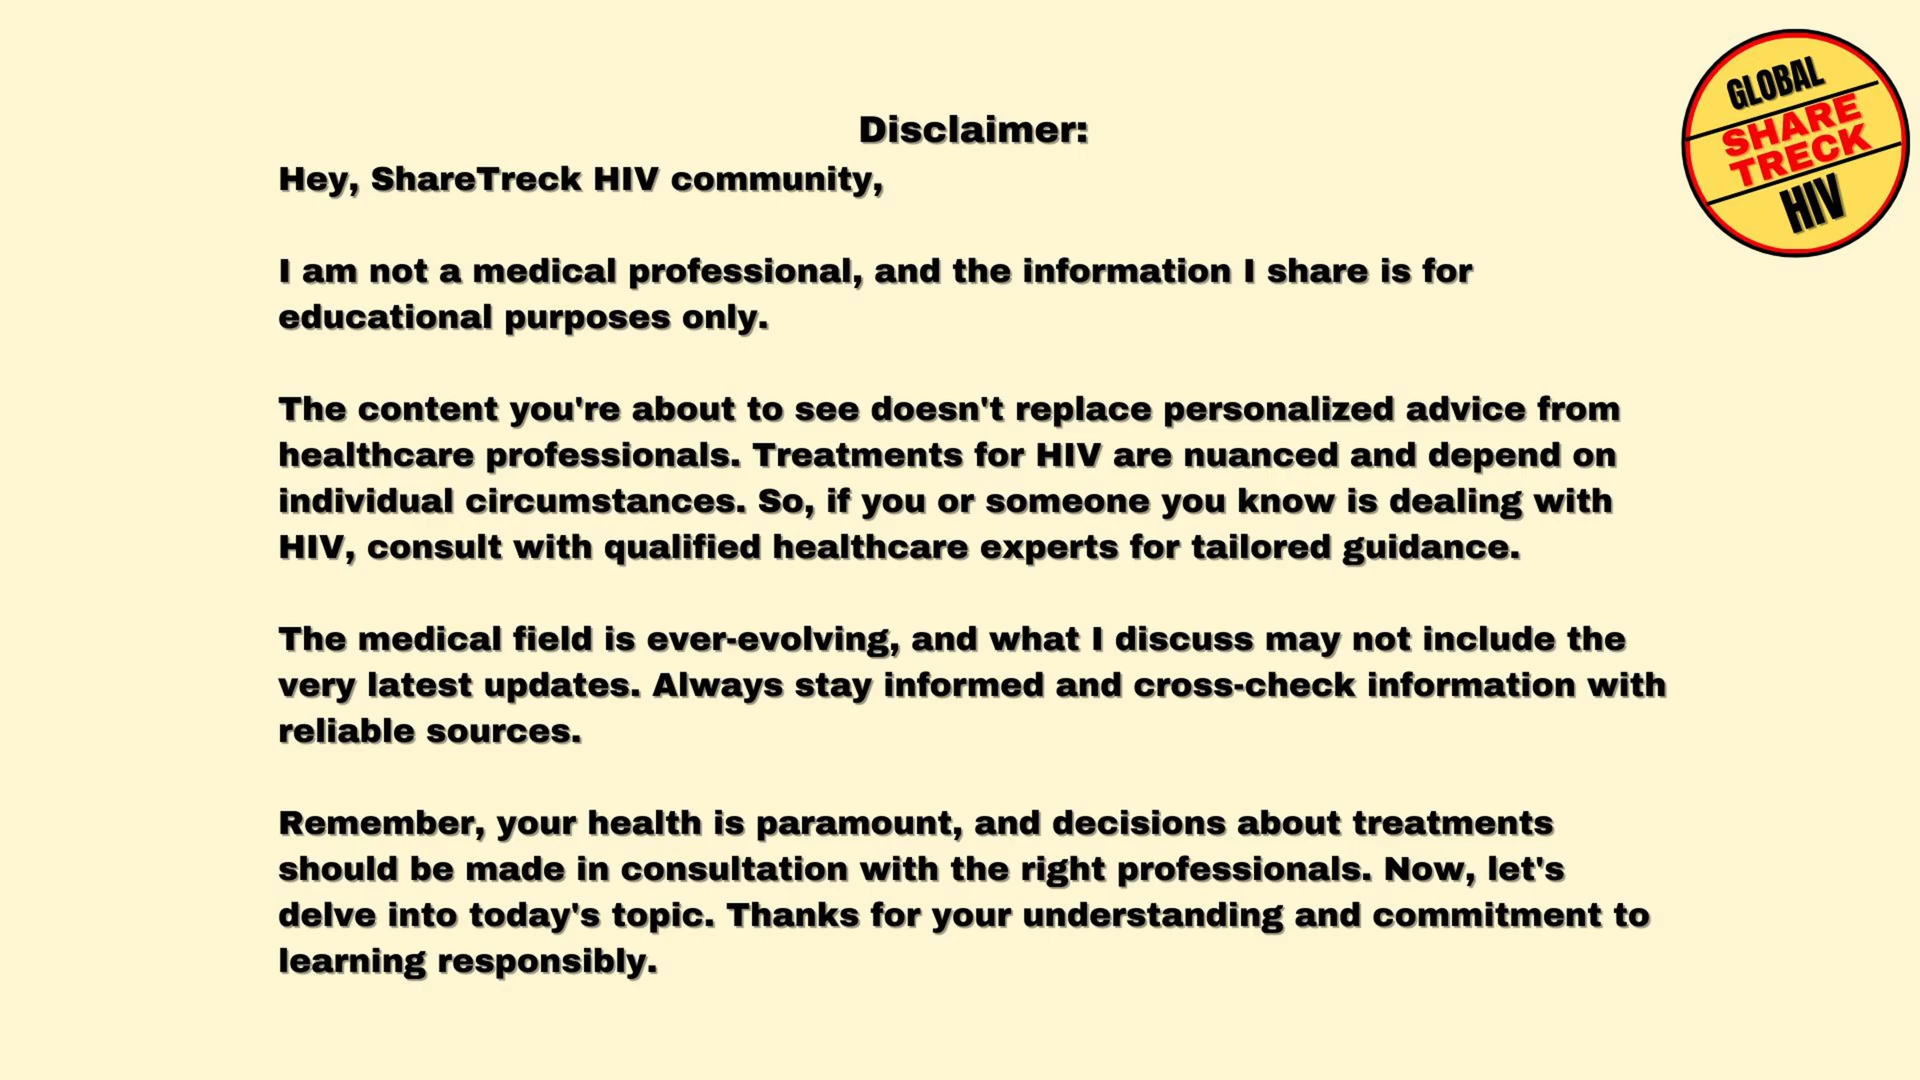 Disclaimer:
Hey, ShareTreck HIV community,
I am not a medical professional, and the information I share is for
educational purposes only.
The content you're about to see doesn't replace personalized advice from
healthcare professionals. Treatments for HIV are nuanced and depend on
individual circumstances. So, if you or someone you know is dealing with
HIV, consult with qualified healthcare experts for tailored guidance.
The medical field is ever-evolving, and what I discuss may not include the
very latest updates. Always stay informed and cross-check information with
reliable sources.
Remember, your health is paramount, and decisions about treatments
should be made in consultation with the right professionals. Now, let's
delve into today's topic. Thanks for your understanding and commitment to
learning responsibly.
GLOBAL
SHARE
TRECK
HIV